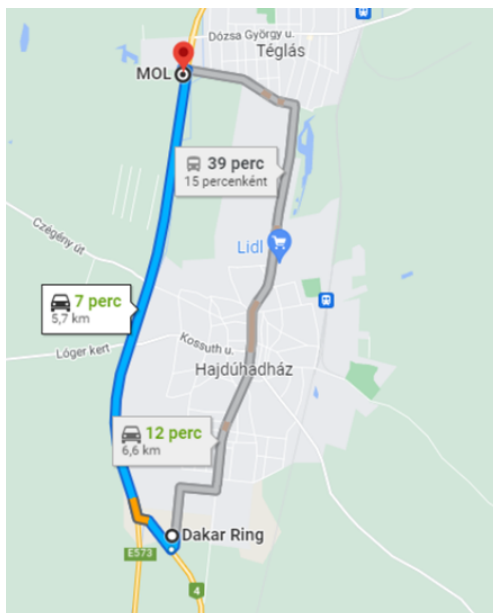 Dózsa György u.
Téglás
MOL
39 perc
15 percenként
Czégény út
Lidl
7 perc
5,7 km
Kossuth u.
Lóger kert
Hajdúhadház
12 perc
6,6 km
Dakar Ring
E573
4